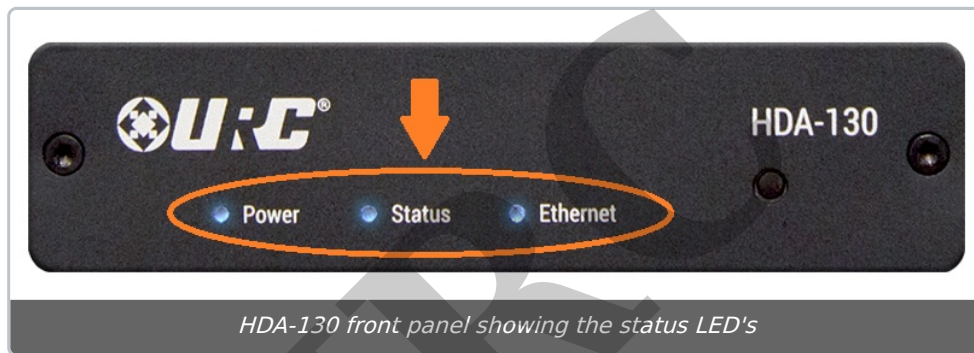 URC®
HDA-130
Power
Status
Ethernet
HDA-130 front panel showing the status LED's